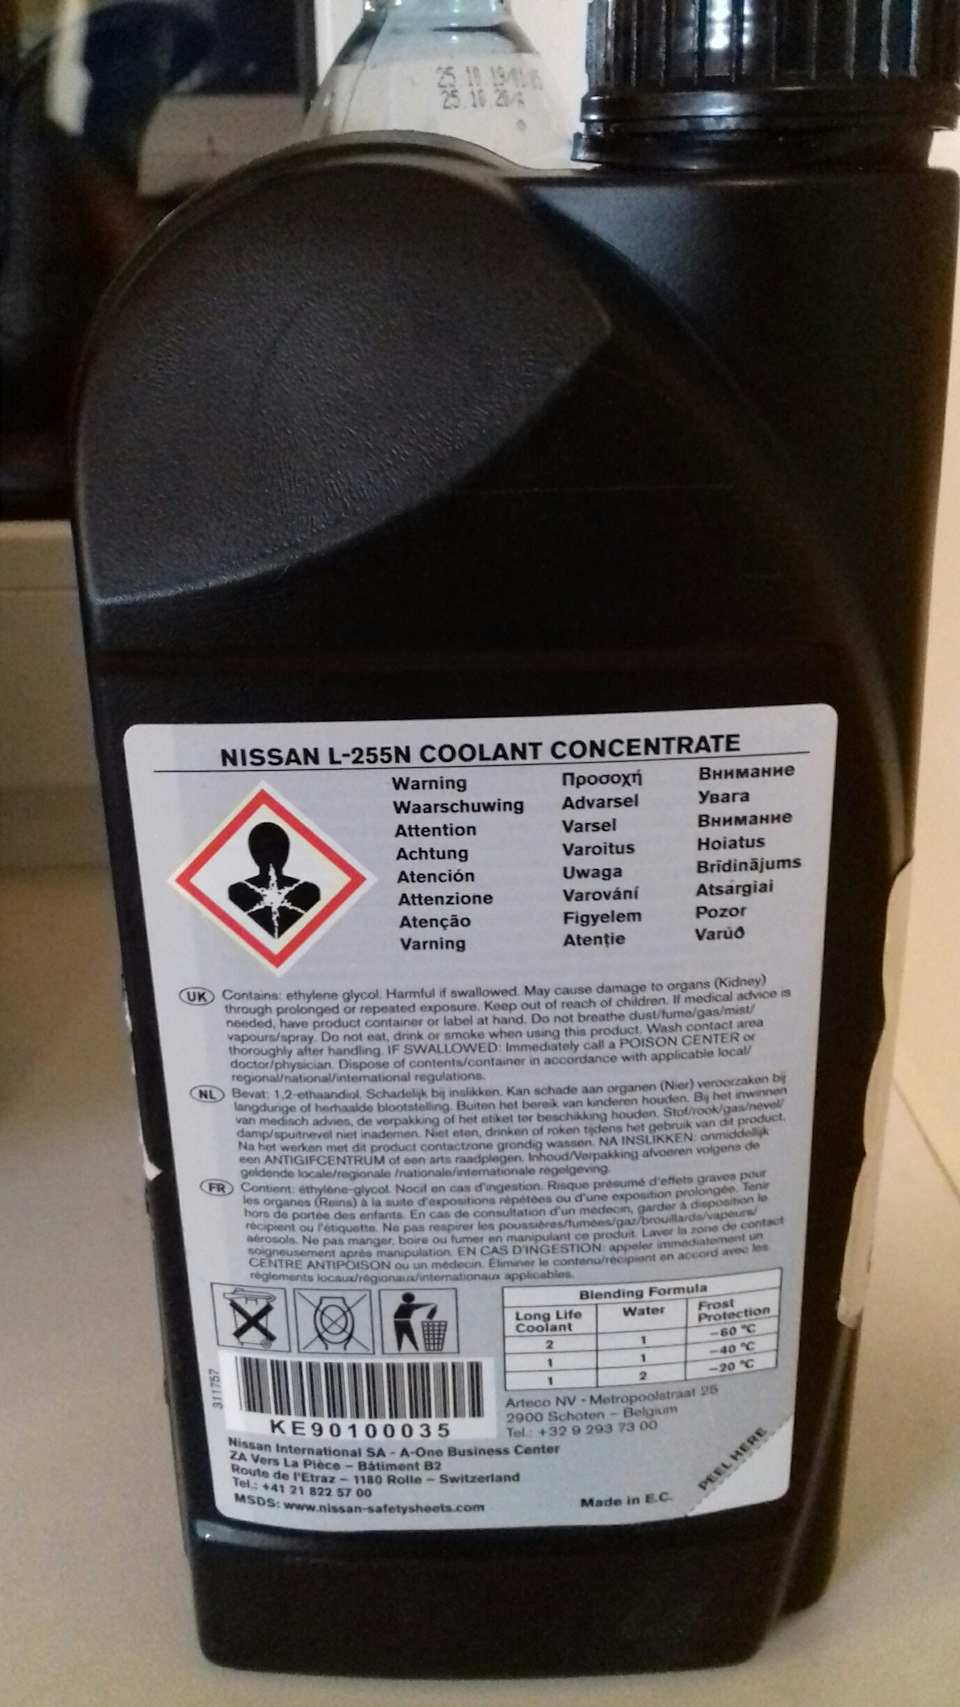 25.10.19
25.10.20
NISSAN L-255N COOLANT CONCENTRATE
Warning
Waarschuwing
Attention
Achtung
Atención
Attenzione
Atenção
Varning
Προσοχή
Advarsel
Varsel
Varoitus
Uwaga
Varování
Figyelem
Atenţie
Внимание
Увага
Внимание
Hoiatus
Brīdinājums
Atsargiai
Pozor
Varúð
UK Contains: ethylene glycol. Harmful if swallowed. May cause damage to organs (Kidney)
through prolonged or repeated exposure. Keep out of reach of children. If medical advice is
needed, have product container or label at hand. Do not breathe dust/fume/gas/mist/
vapours/spray. Do not eat, drink or smoke when using this product. Wash contact area
thoroughly after handling. IF SWALLOWED: Immediately call a POISON CENTER or
doctor/physician. Dispose of contents/container in accordance with applicable local/
regional/national/international regulations.
NL Bevat: 1,2-ethaandiol. Schadelijk bij inslikken. Kan schade aan organen (Nier) veroorzaken bij
langdurige of herhaalde blootstelling. Buiten het bereik van kinderen houden. Bij het inwinnen
van medisch advies, de verpakking of het etiket ter beschikking houden. Stof/rook/gas/nevel/
damp/spuitnevel niet inademen. Niet eten, drinken of roken tijdens het gebruik van dit product.
Na het werken met dit product contactzone grondig wassen. NA INSLIKKEN: onmiddellijk
een ANTIGIFCENTRUM of een arts raadplegen. Inhoud/Verpakking afvoeren volgens de
geldende locale/regionale /nationale/internationale regelgeving.
FR Contient: éthylène-glycol. Nocif en cas d'ingestion. Risque présumé d'effets graves pour
les organes (Reins) à la suite d'expositions répétées ou d'une exposition prolongée. Tenir
hors de portée des enfants. En cas de consultation d'un médecin, garder à disposition le
récipient ou l'étiquette. Ne pas respirer les poussières/fumées/gaz/brouillards/vapeurs/
aérosols. Ne pas manger, boire ou fumer en manipulant ce produit. Laver la zone de contact
soigneusement après manipulation. EN CAS D'INGESTION: appeler immédiatement un
CENTRE ANTIPOISON ou un médecin. Éliminer le contenu/récipient en accord avec les
règlements locaux/régionaux/internationaux applicables.
Blending Formula
Long Life Coolant Water Frost Protection
2 1 –60 °C
1 1 –40 °C
1 2 –20 °C
311757
KE90100035
Arteco NV • Metropoolstraat 25
2900 Schoten – Belgium
Tel.: +32 9 293 73 00
Nissan International SA - A-One Business Center
ZA Vers La Pièce – Bâtiment B2
Route de l'Etraz – 1180 Rolle – Switzerland
Tel.: +41 21 822 57 00
MSDS: www.nissan-safetysheets.com
Made in E.C.
PEEL HERE